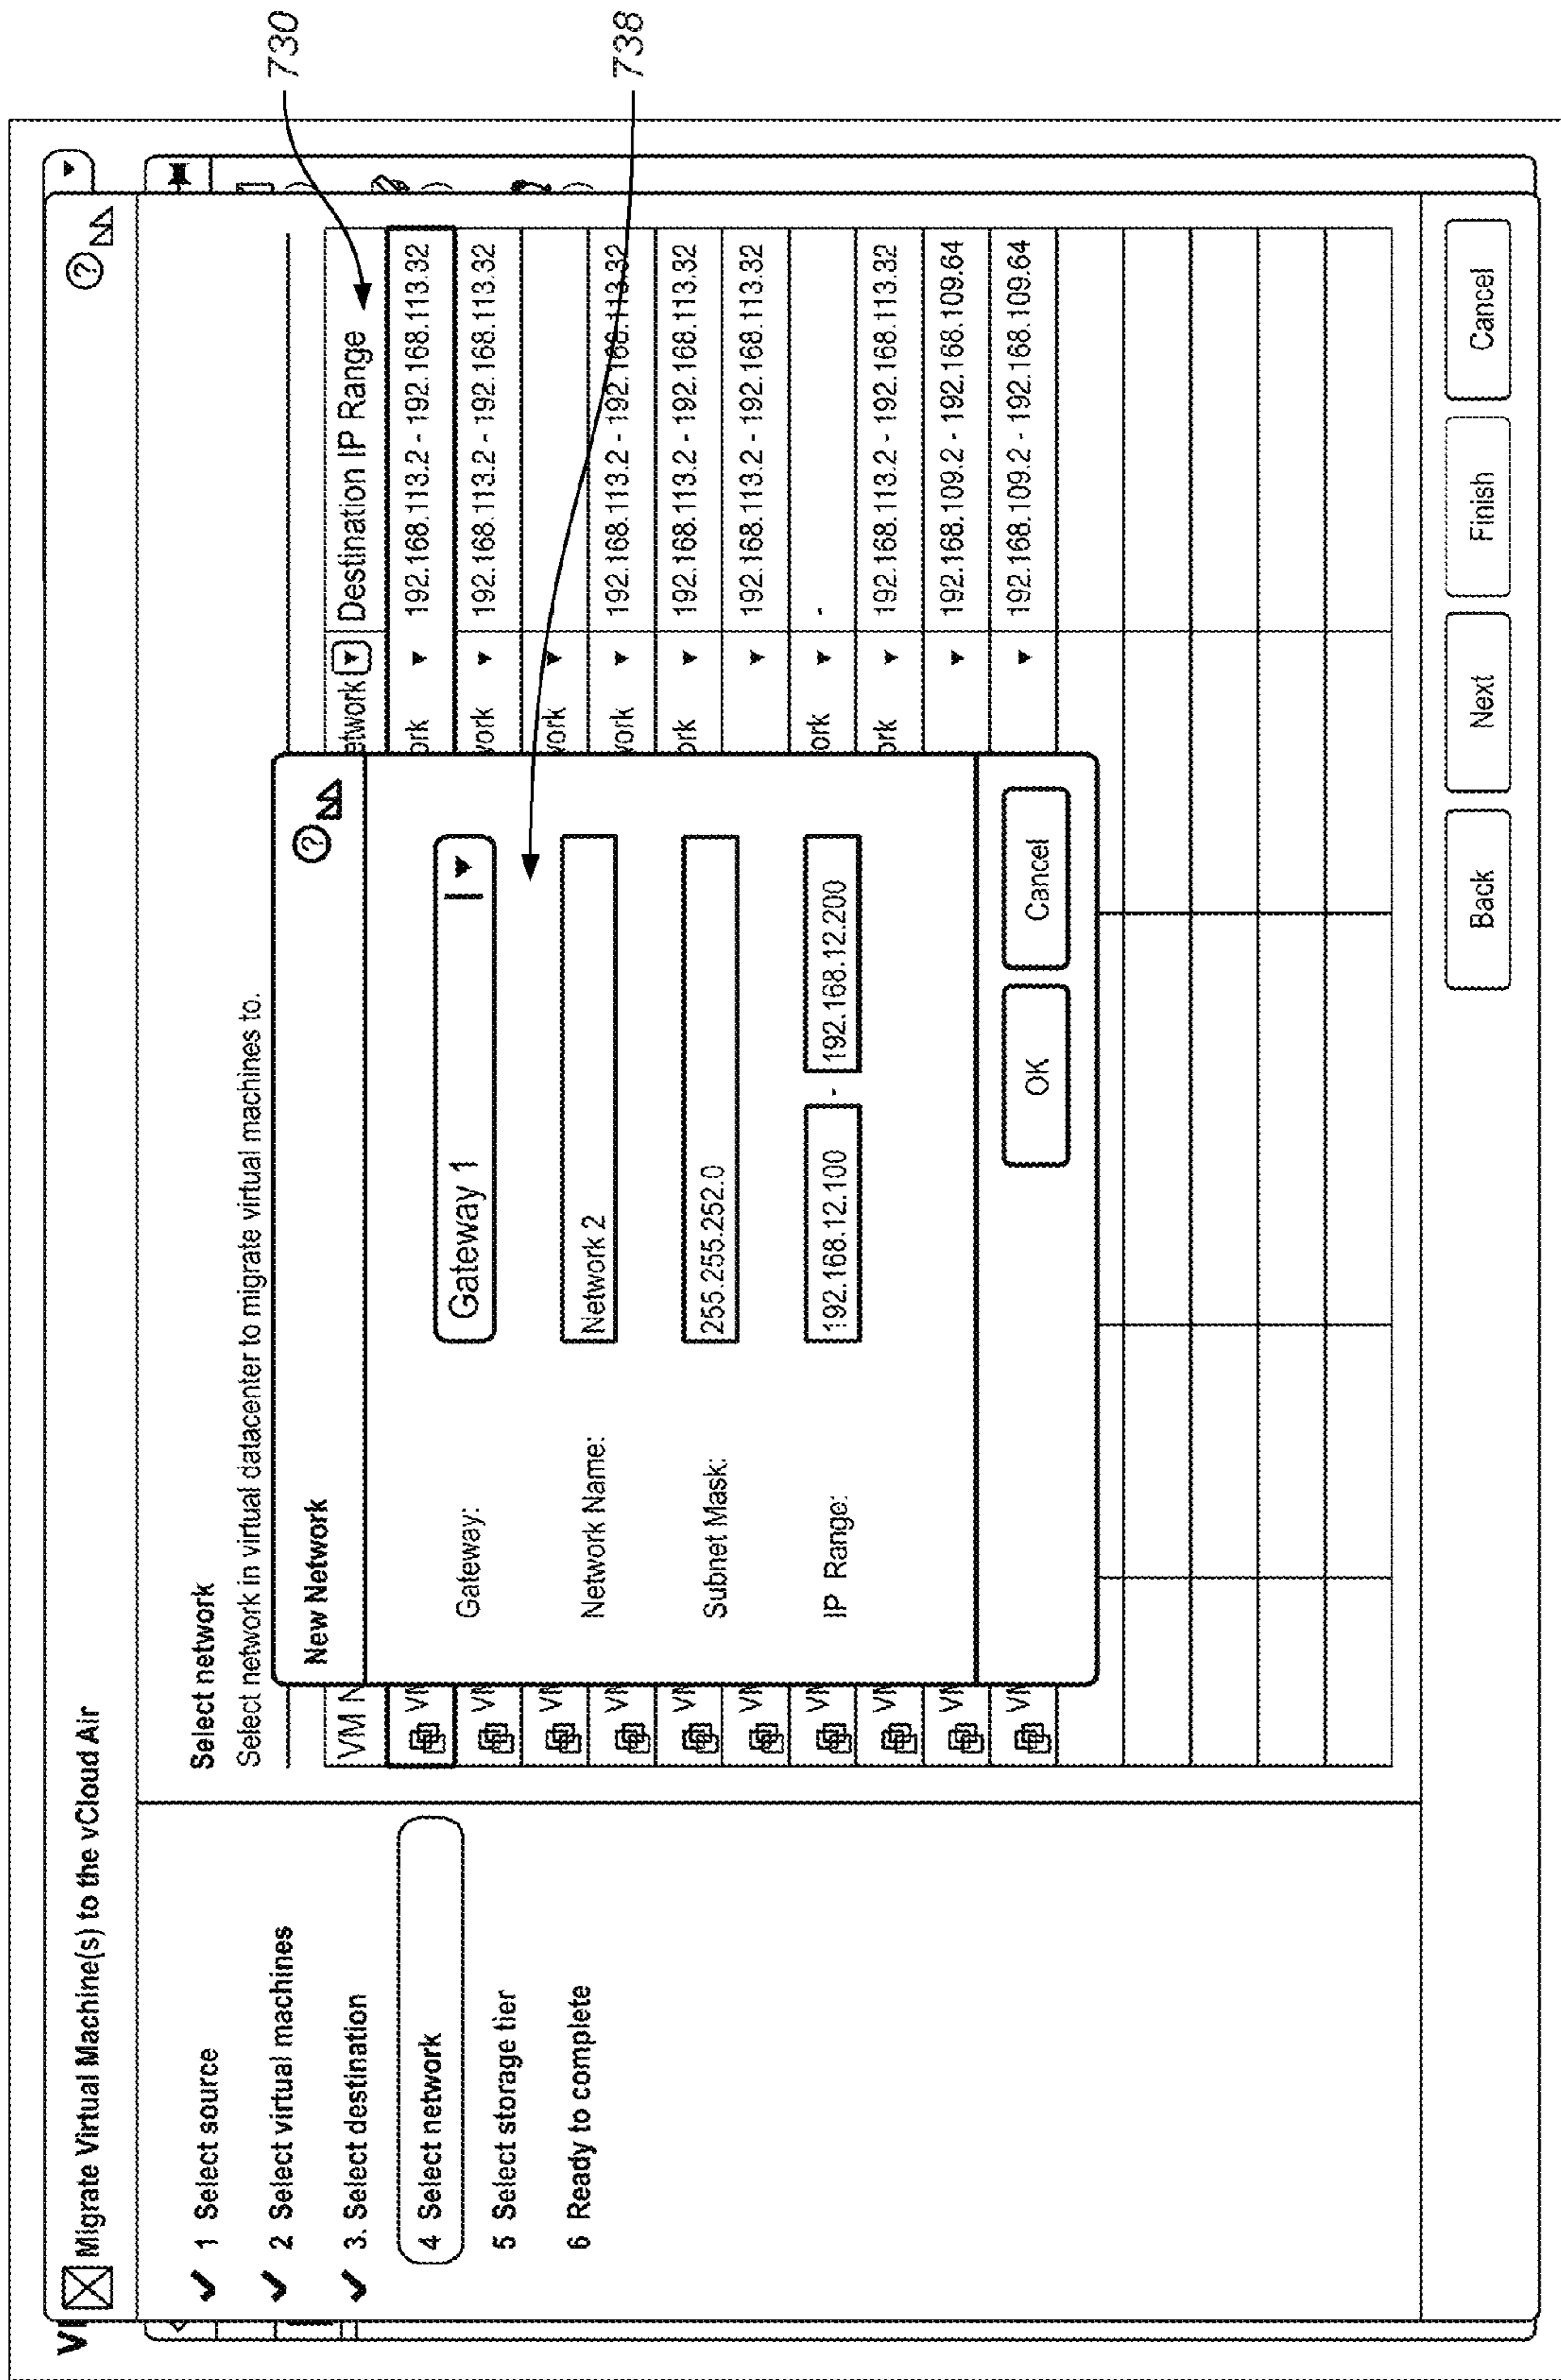 730
738
Migrate Virtual Machine(s) to the vCloud Air
?
1 Select source
2 Select virtual machines
3. Select destination
4 Select network
5 Select storage tier
6 Ready to complete
Select network
Select network in virtual datacenter to migrate virtual machines to.
VM Destination IP Range
192.168.113.2 - 192.168.113.32
192.168.113.2 - 192.168.113.32
192.168.113.2 - 192.168.113.32
192.168.113.2 - 192.168.113.32
192.168.113.2 - 192.168.113.32
-
192.168.113.2 - 192.168.113.32
192.168.109.2 - 192.168.109.64
192.168.109.2 - 192.168.109.64
New Network
?
Gateway: Gateway 1
Network Name: Network 2
Subnet Mask: 255.255.252.0
IP Range: 192.168.12.100 - 192.168.12.200
OK Cancel
Back Next Finish Cancel